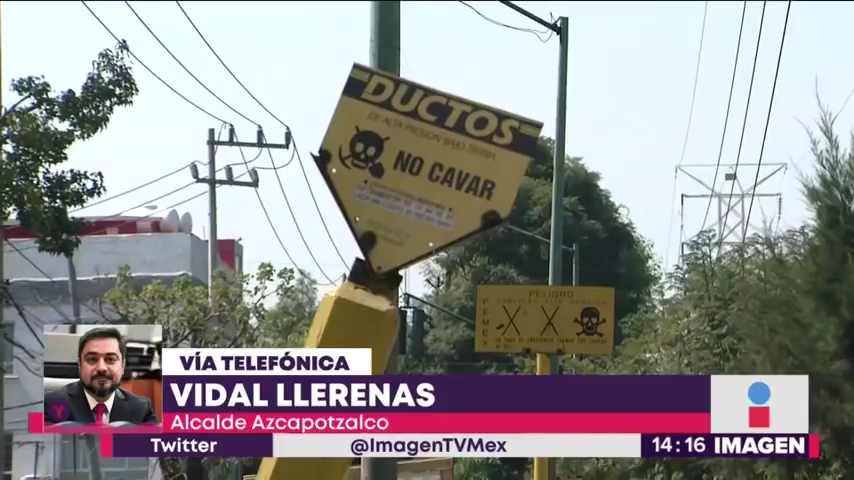 DUCTOS
DE ALTA PRESION BAJO TIERRA
NO CAVAR
PELIGRO
PEMEX
VÍA TELEFÓNICA
VIDAL LLERENAS
Alcalde Azcapotzalco
Twitter
@ImagenTVMex
14:16
IMAGEN